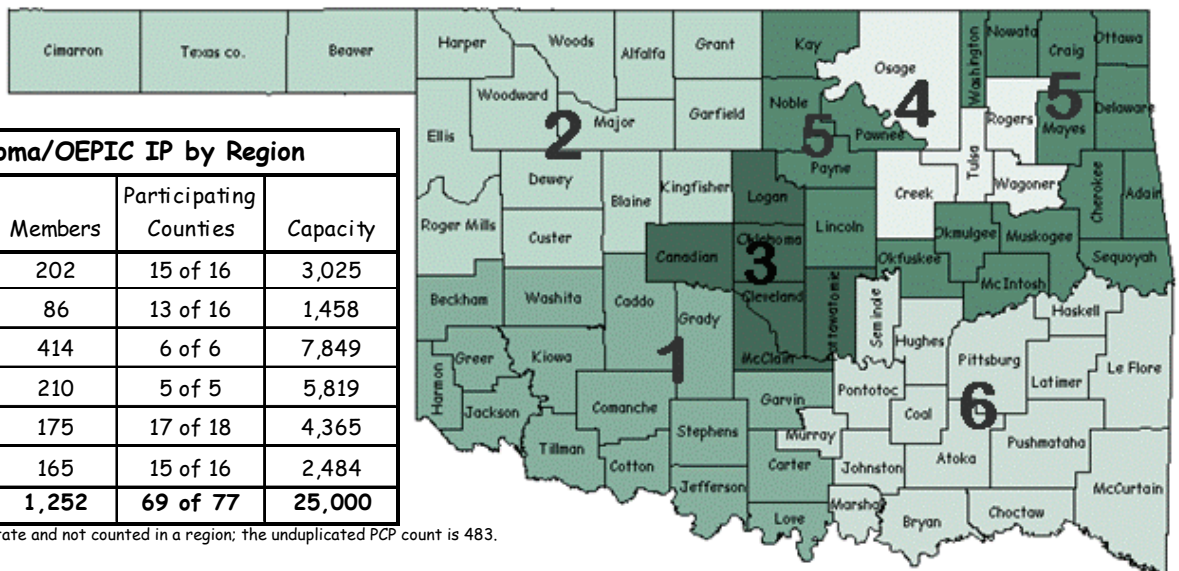 Cimarron
Texas co.
Beaver
Harper
Woods
Alfalfa
Grant
Kay
Osage
Washington
Nowata
Craig
Ottawa
Woodward
Major
Garfield
Noble
Pawnee
Rogers
Mayes
Delaware
Ellis
2
5
4
5
Tulsa
Dewey
Blaine
Kingfisher
Logan
Payne
Creek
Wagoner
Cherokee
Adair
Roger Mills
Custer
Canadian
Oklahoma
3
Lincoln
Okmulgee
Muskogee
Okfuskee
Sequoyah
Beckham
Washita
Caddo
Grady
Cleveland
ottawatomie
Seminole
McIntosh
Haskell
Harmon
Greer
Kiowa
1
McClain
Hughes
Pittsburg
Latimer
Le Flore
Jackson
Comanche
Garvin
Pontotoc
Coal
6
Tillman
Cotton
Stephens
Murray
Carter
Johnston
Atoka
Pushmataha
McCurtain
Jefferson
Love
Marsha
Bryan
Choctaw
oma/OEPIC IP by Region
Members Participating Counties Capacity
202 15 of 16 3,025
86 13 of 16 1,458
414 6 of 6 7,849
210 5 of 5 5,819
175 17 of 18 4,365
165 15 of 16 2,484
1,252 69 of 77 25,000
tate and not counted in a region; the unduplicated PCP count is 483.